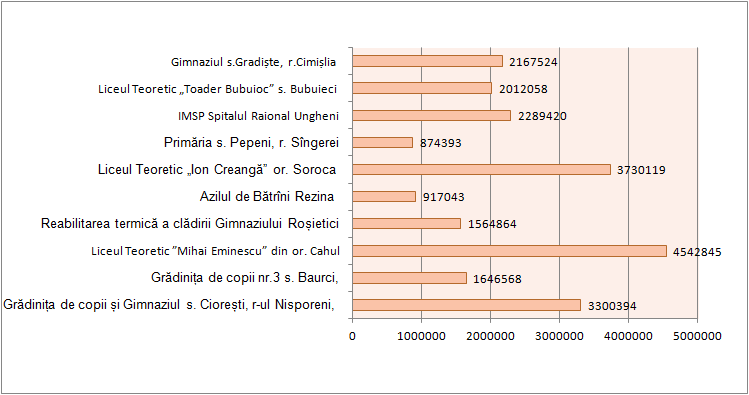 Gimnaziul s.Gradiște, r.Cimișlia 2167524
Liceul Teoretic „Toader Bubuioc” s. Bubuieci 2012058
IMSP Spitalul Raional Ungheni 2289420
Primăria s. Pepeni, r. Sîngerei 874393
Liceul Teoretic „Ion Creangă” or. Soroca 3730119
Azilul de Bătrîni Rezina 917043
Reabilitarea termică a clădirii Gimnaziului Roșietici 1564864
Liceul Teoretic ”Mihai Eminescu” din or. Cahul 4542845
Grădinița de copii nr.3 s. Baurci, 1646568
Grădinița de copii și Gimnaziul s. Ciorești, r-ul Nisporeni, 3300394
0 1000000 2000000 3000000 4000000 5000000